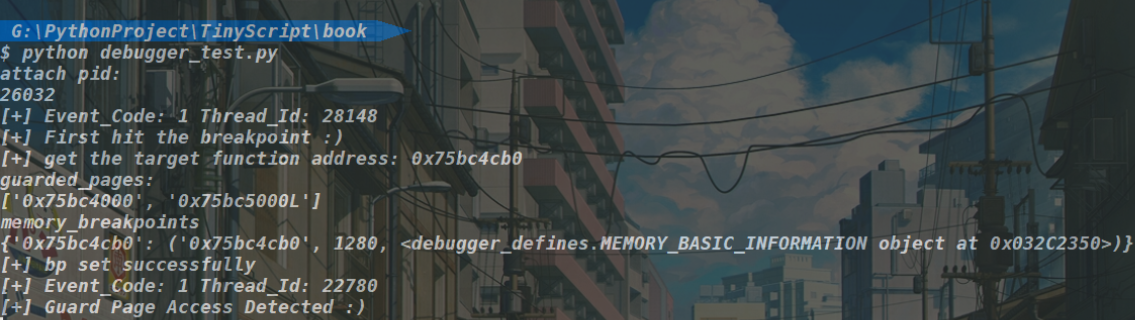 G:\PythonProject\TinyScript\book
$ python debugger_test.py
attach pid:
26032
[+] Event_Code: 1 Thread_Id: 28148
[+] First hit the breakpoint :)
[+] get the target function address: 0x75bc4cb0
guarded_pages:
['0x75bc4000', '0x75bc5000L']
memory_breakpoints
{'0x75bc4cb0': ('0x75bc4cb0', 1280, <debugger_defines.MEMORY_BASIC_INFORMATION object at 0x032C2350>)}
[+] bp set successfully
[+] Event_Code: 1 Thread_Id: 22780
[+] Guard Page Access Detected :)